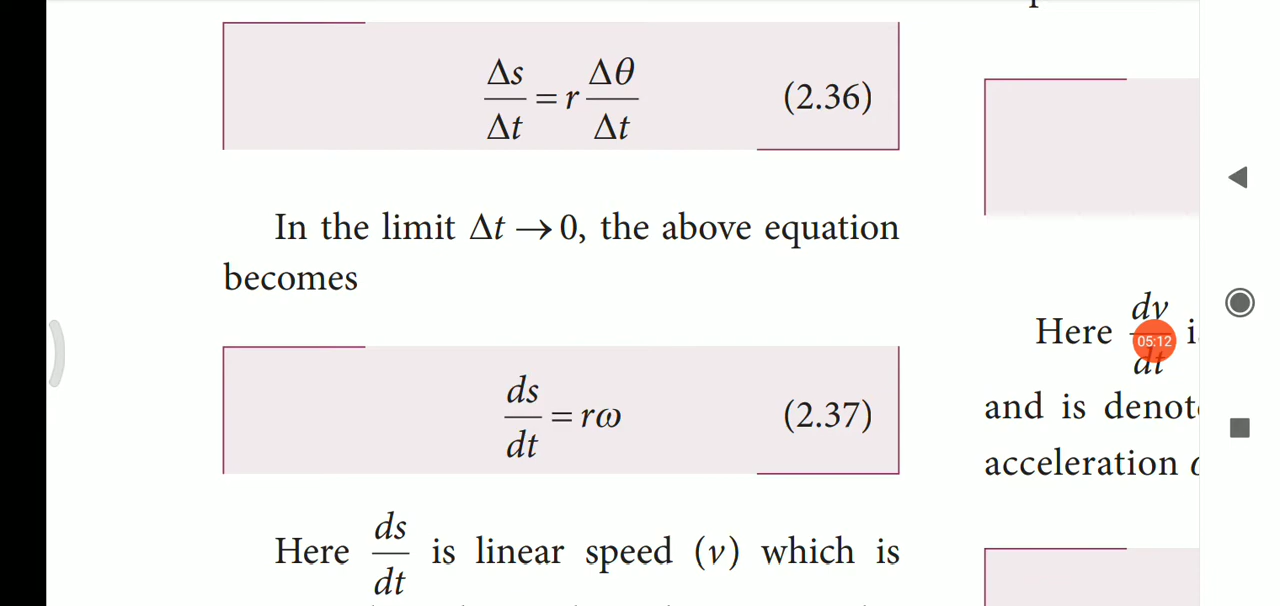 Δs/Δt = r Δθ/Δt (2.36)
In the limit Δt → 0, the above equation
becomes
ds/dt = rω (2.37)
Here ds/dt is linear speed (v) which is
Here dv/dt
and is denot
acceleration
05:12